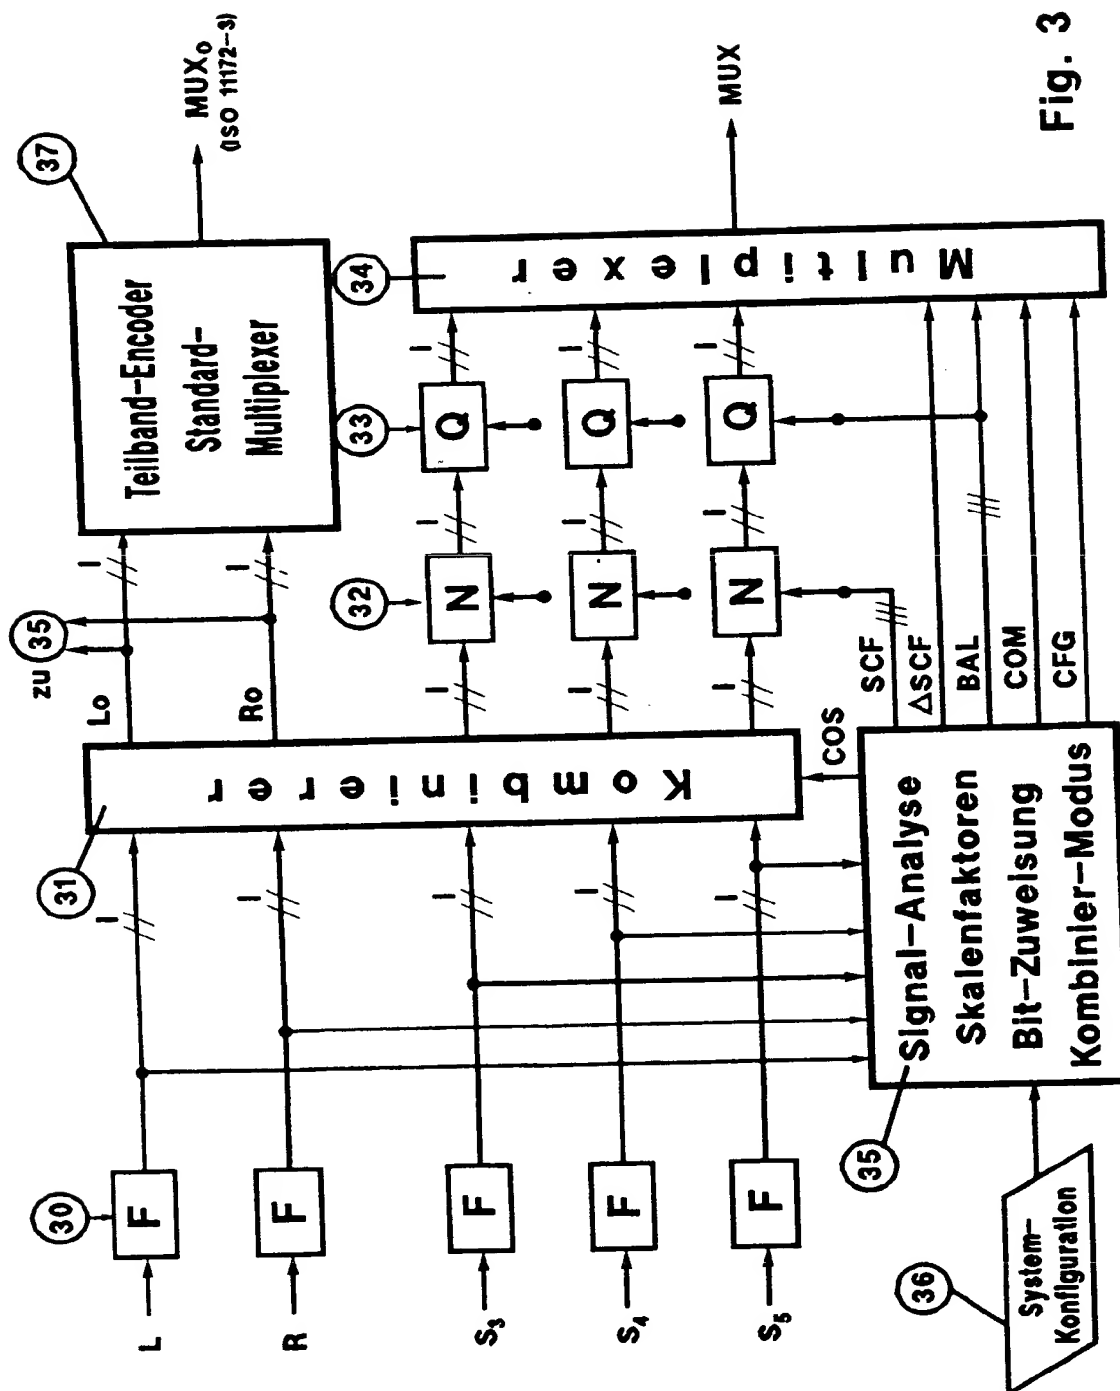 30
31
zu 35
37
L
F
I
Lo
I
Teilband-Encoder
Standard-
Multiplexer
MUX₀
(ISO 11172-3)
R
F
I
Ro
I
Kombinierer
32
33
34
S₃
F
I
I
N
I
Q
I
S₄
F
I
I
N
I
Q
I
S₅
F
I
I
N
I
Q
I
Multiplexer
MUX
COS
SCF
ΔSCF
BAL
COM
CFG
35
Signal-Analyse
Skalenfaktoren
Bit-Zuweisung
Kombinier-Modus
36
System-
Konfiguration
Fig. 3